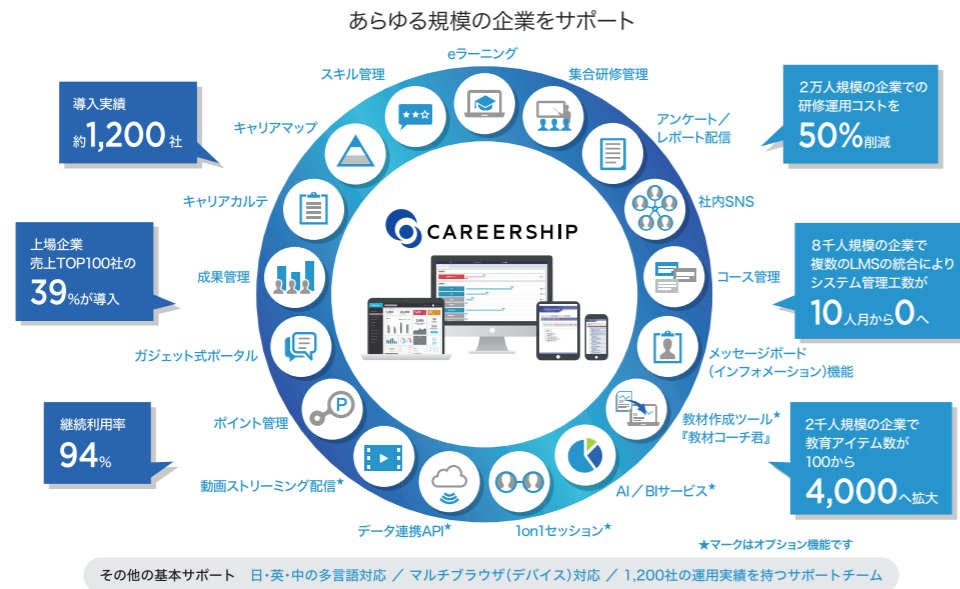 あらゆる規模の企業をサポート
eラーニング
スキル管理
集合研修管理
キャリアマップ
アンケート／
レポート配信
キャリアカルテ
社内SNS
成果管理
コース管理
ガジェット式ポータル
メッセージボード
（インフォメーション）機能
ポイント管理
教材作成ツール★
『教材コーチ君』
動画ストリーミング配信★
AI／BIサービス★
データ連携API★
1on1セッション★
導入実績
約1,200社
上場企業
売上TOP100社の
39%が導入
継続利用率
94%
CAREERSHIP
P
2万人規模の企業での
研修運用コストを
50%削減
8千人規模の企業で
複数のLMSの統合により
システム管理工数が
10人月から0へ
2千人規模の企業で
教育アイテム数が
100から
4,000へ拡大
★マークはオプション機能です
その他の基本サポート 日・英・中の多言語対応 ／ マルチブラウザ（デバイス）対応 ／ 1,200社の運用実績を持つサポートチーム